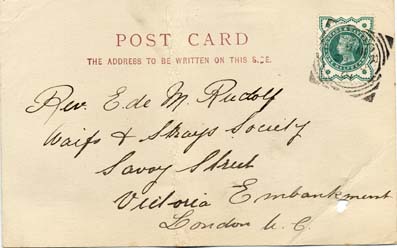 POST CARD
THE ADDRESS TO BE WRITTEN ON THIS SIDE.
Rev. E. de M. Rudolf
Waifs & Strays Society
Savoy Street
Victoria Embankment
London W.C.